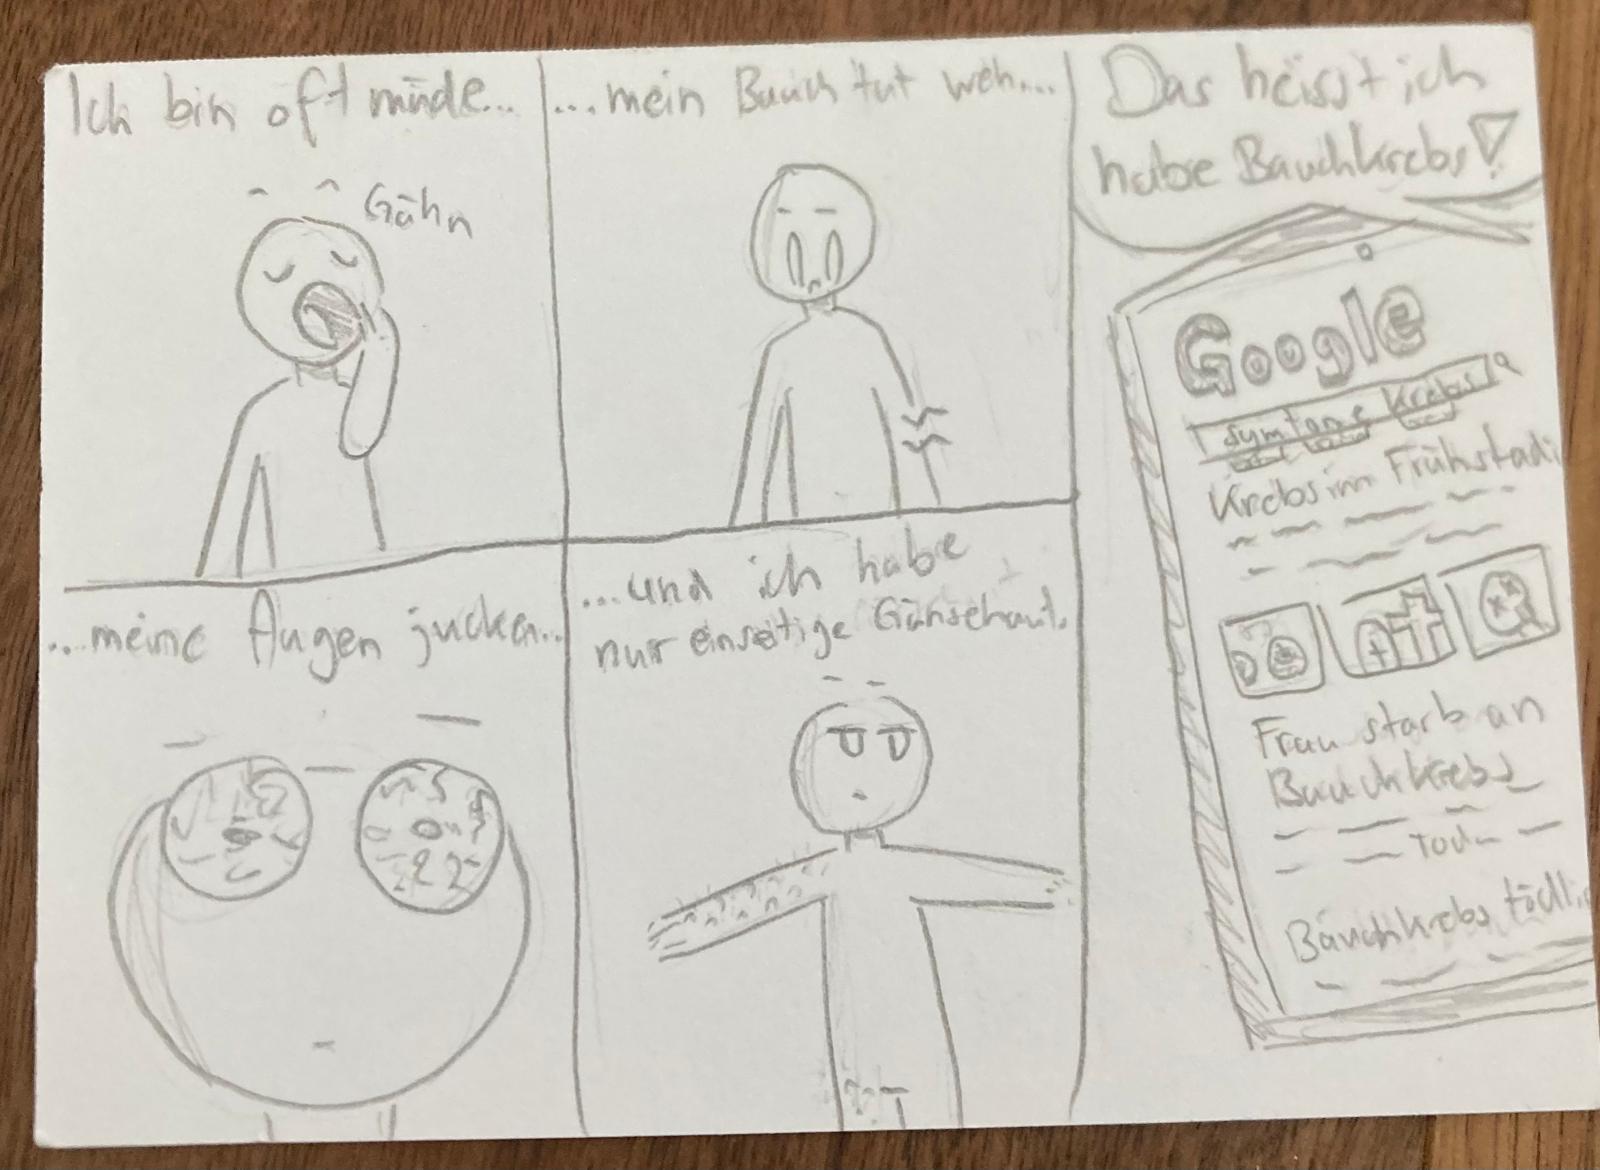 Ich bin oft müde...
Gähn
...mein Bauch tut weh...
...meine Augen jucken...
...und ich habe
nur einseitige Gänsehaut.
Das heisst ich
habe Bauchkrebs!
Google
symtome Krebs
Krebs im Frühstadi
Frau starb an
Bauchkrebs
Tod
Bauchkrebs tödli